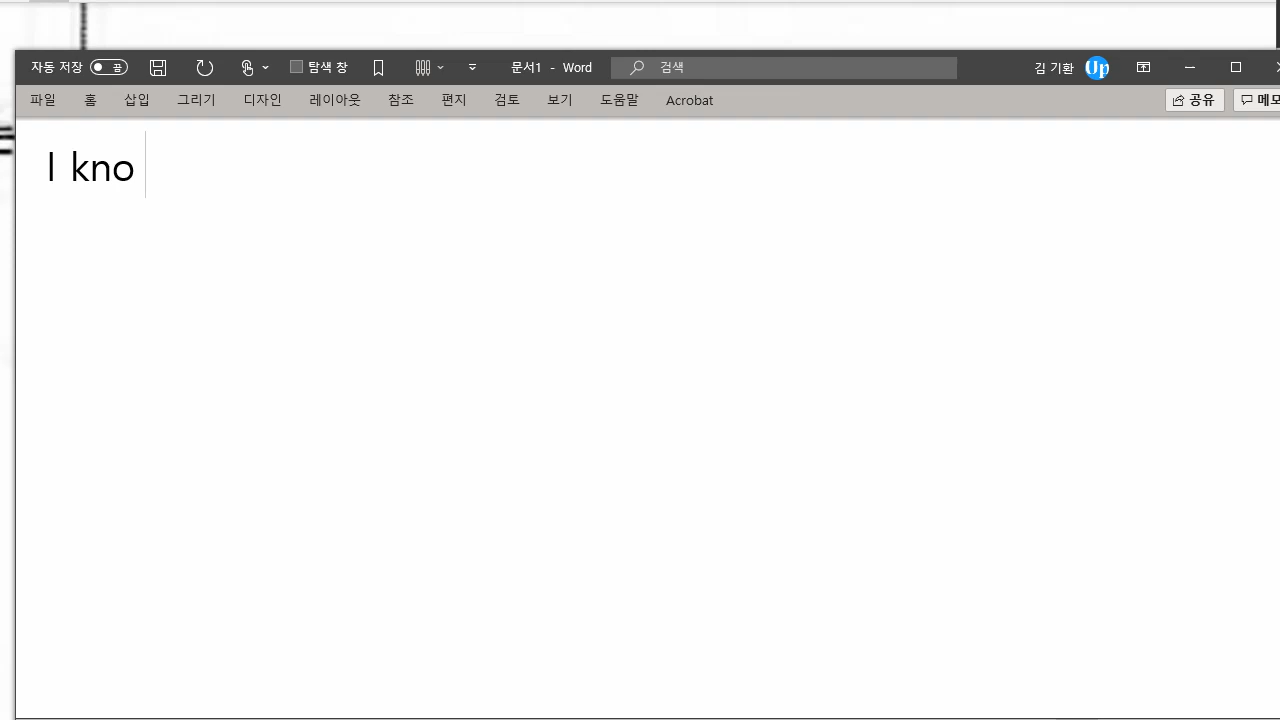 자동 저장 끔 탐색 창 문서1 - Word 검색 김 기환 Up
파일 홈 삽입 그리기 디자인 레이아웃 참조 편지 검토 보기 도움말 Acrobat 공유 메모
I kno